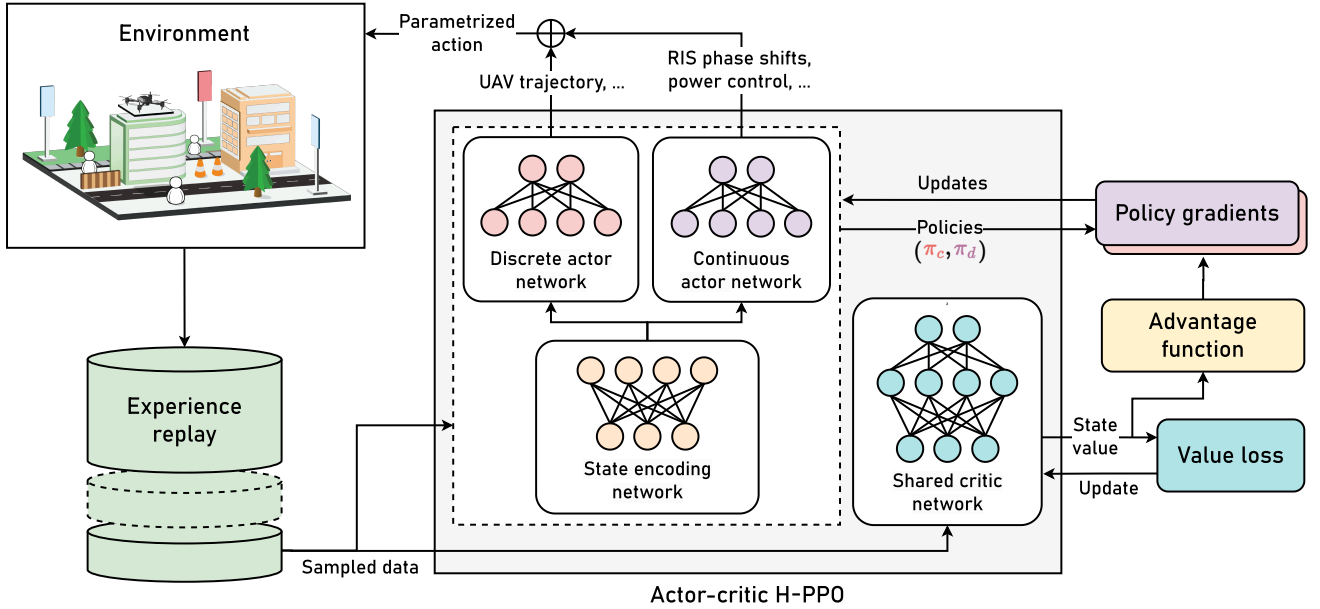 Environment
Parametrized
action
UAV trajectory, ...
RIS phase shifts,
power control, ...
Discrete actor
network
Continuous
actor network
Updates
Policies
(π_c, π_d)
Policy gradients
Advantage
function
Experience
replay
State encoding
network
Shared critic
network
State
value
Value loss
Update
Sampled data
Actor-critic H-PPO